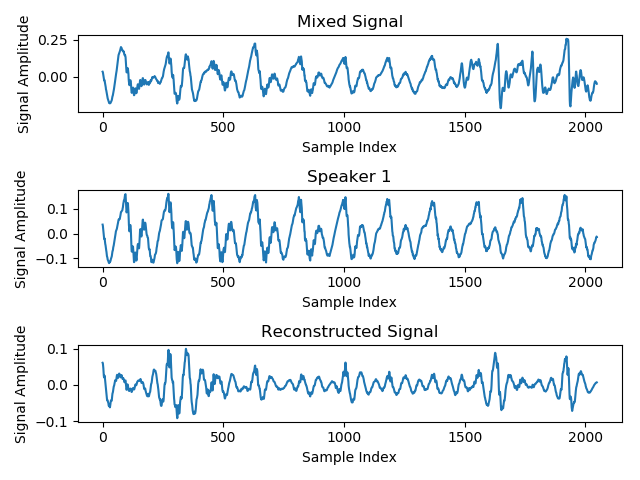 Mixed Signal
Signal Amplitude
0.25
0.00
0
500
1000
1500
2000
Sample Index
Speaker 1
Signal Amplitude
0.1
0.0
−0.1
0
500
1000
1500
2000
Sample Index
Reconstructed Signal
Signal Amplitude
0.1
0.0
−0.1
0
500
1000
1500
2000
Sample Index